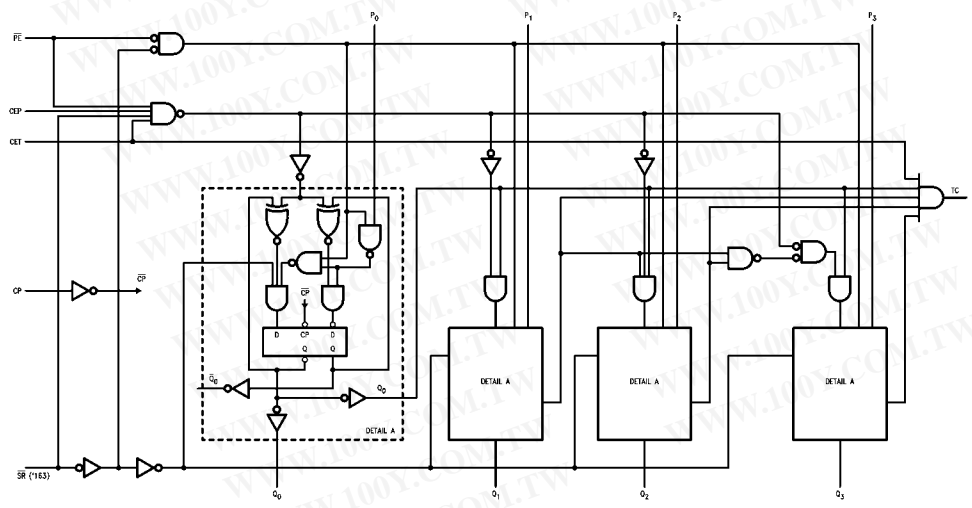 P0 P1 P2 P3
PE
CEP
CET
TC
CP
CP
CP
D CP D
Q Q
DETAIL A
DETAIL A
DETAIL A
Q0
Q0
DETAIL A
SR ('163)
Q0 Q1 Q2 Q3
WWW.100Y.COM.TW